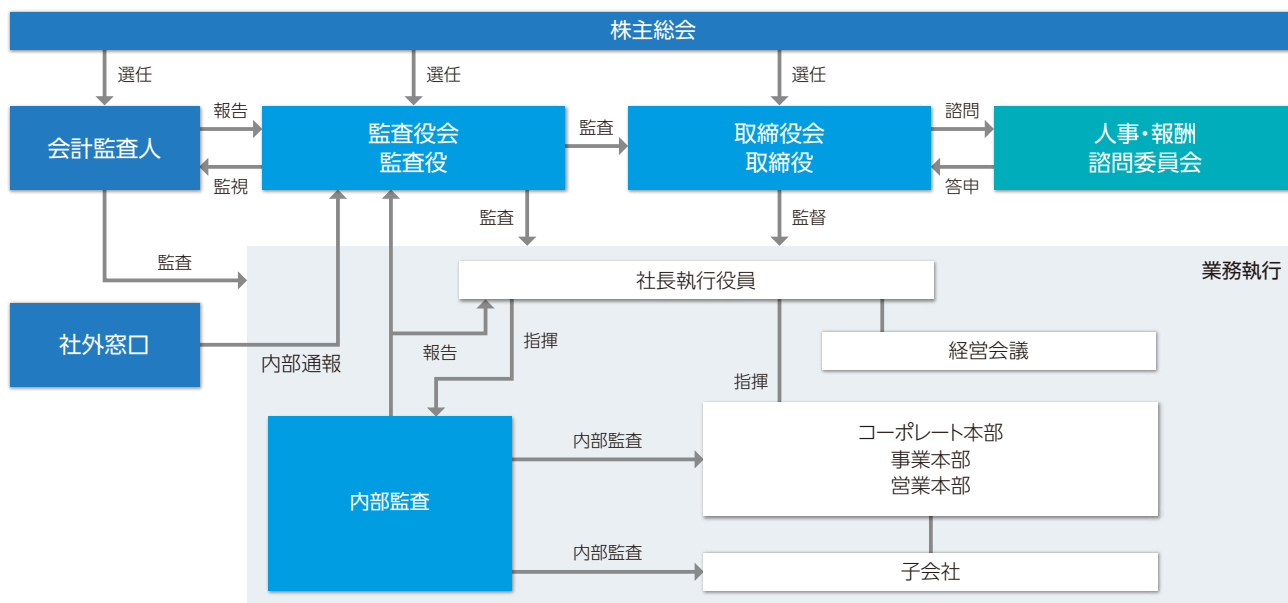 株主総会
選任
選任
選任
会計監査人
報告
監視
監査役会
監査役
監査
取締役会
取締役
諮問
答申
人事・報酬
諮問委員会
監査
監督
監査
業務執行
社長執行役員
社外窓口
内部通報
報告
指揮
経営会議
指揮
内部監査
内部監査
コーポレート本部
事業本部
営業本部
内部監査
子会社